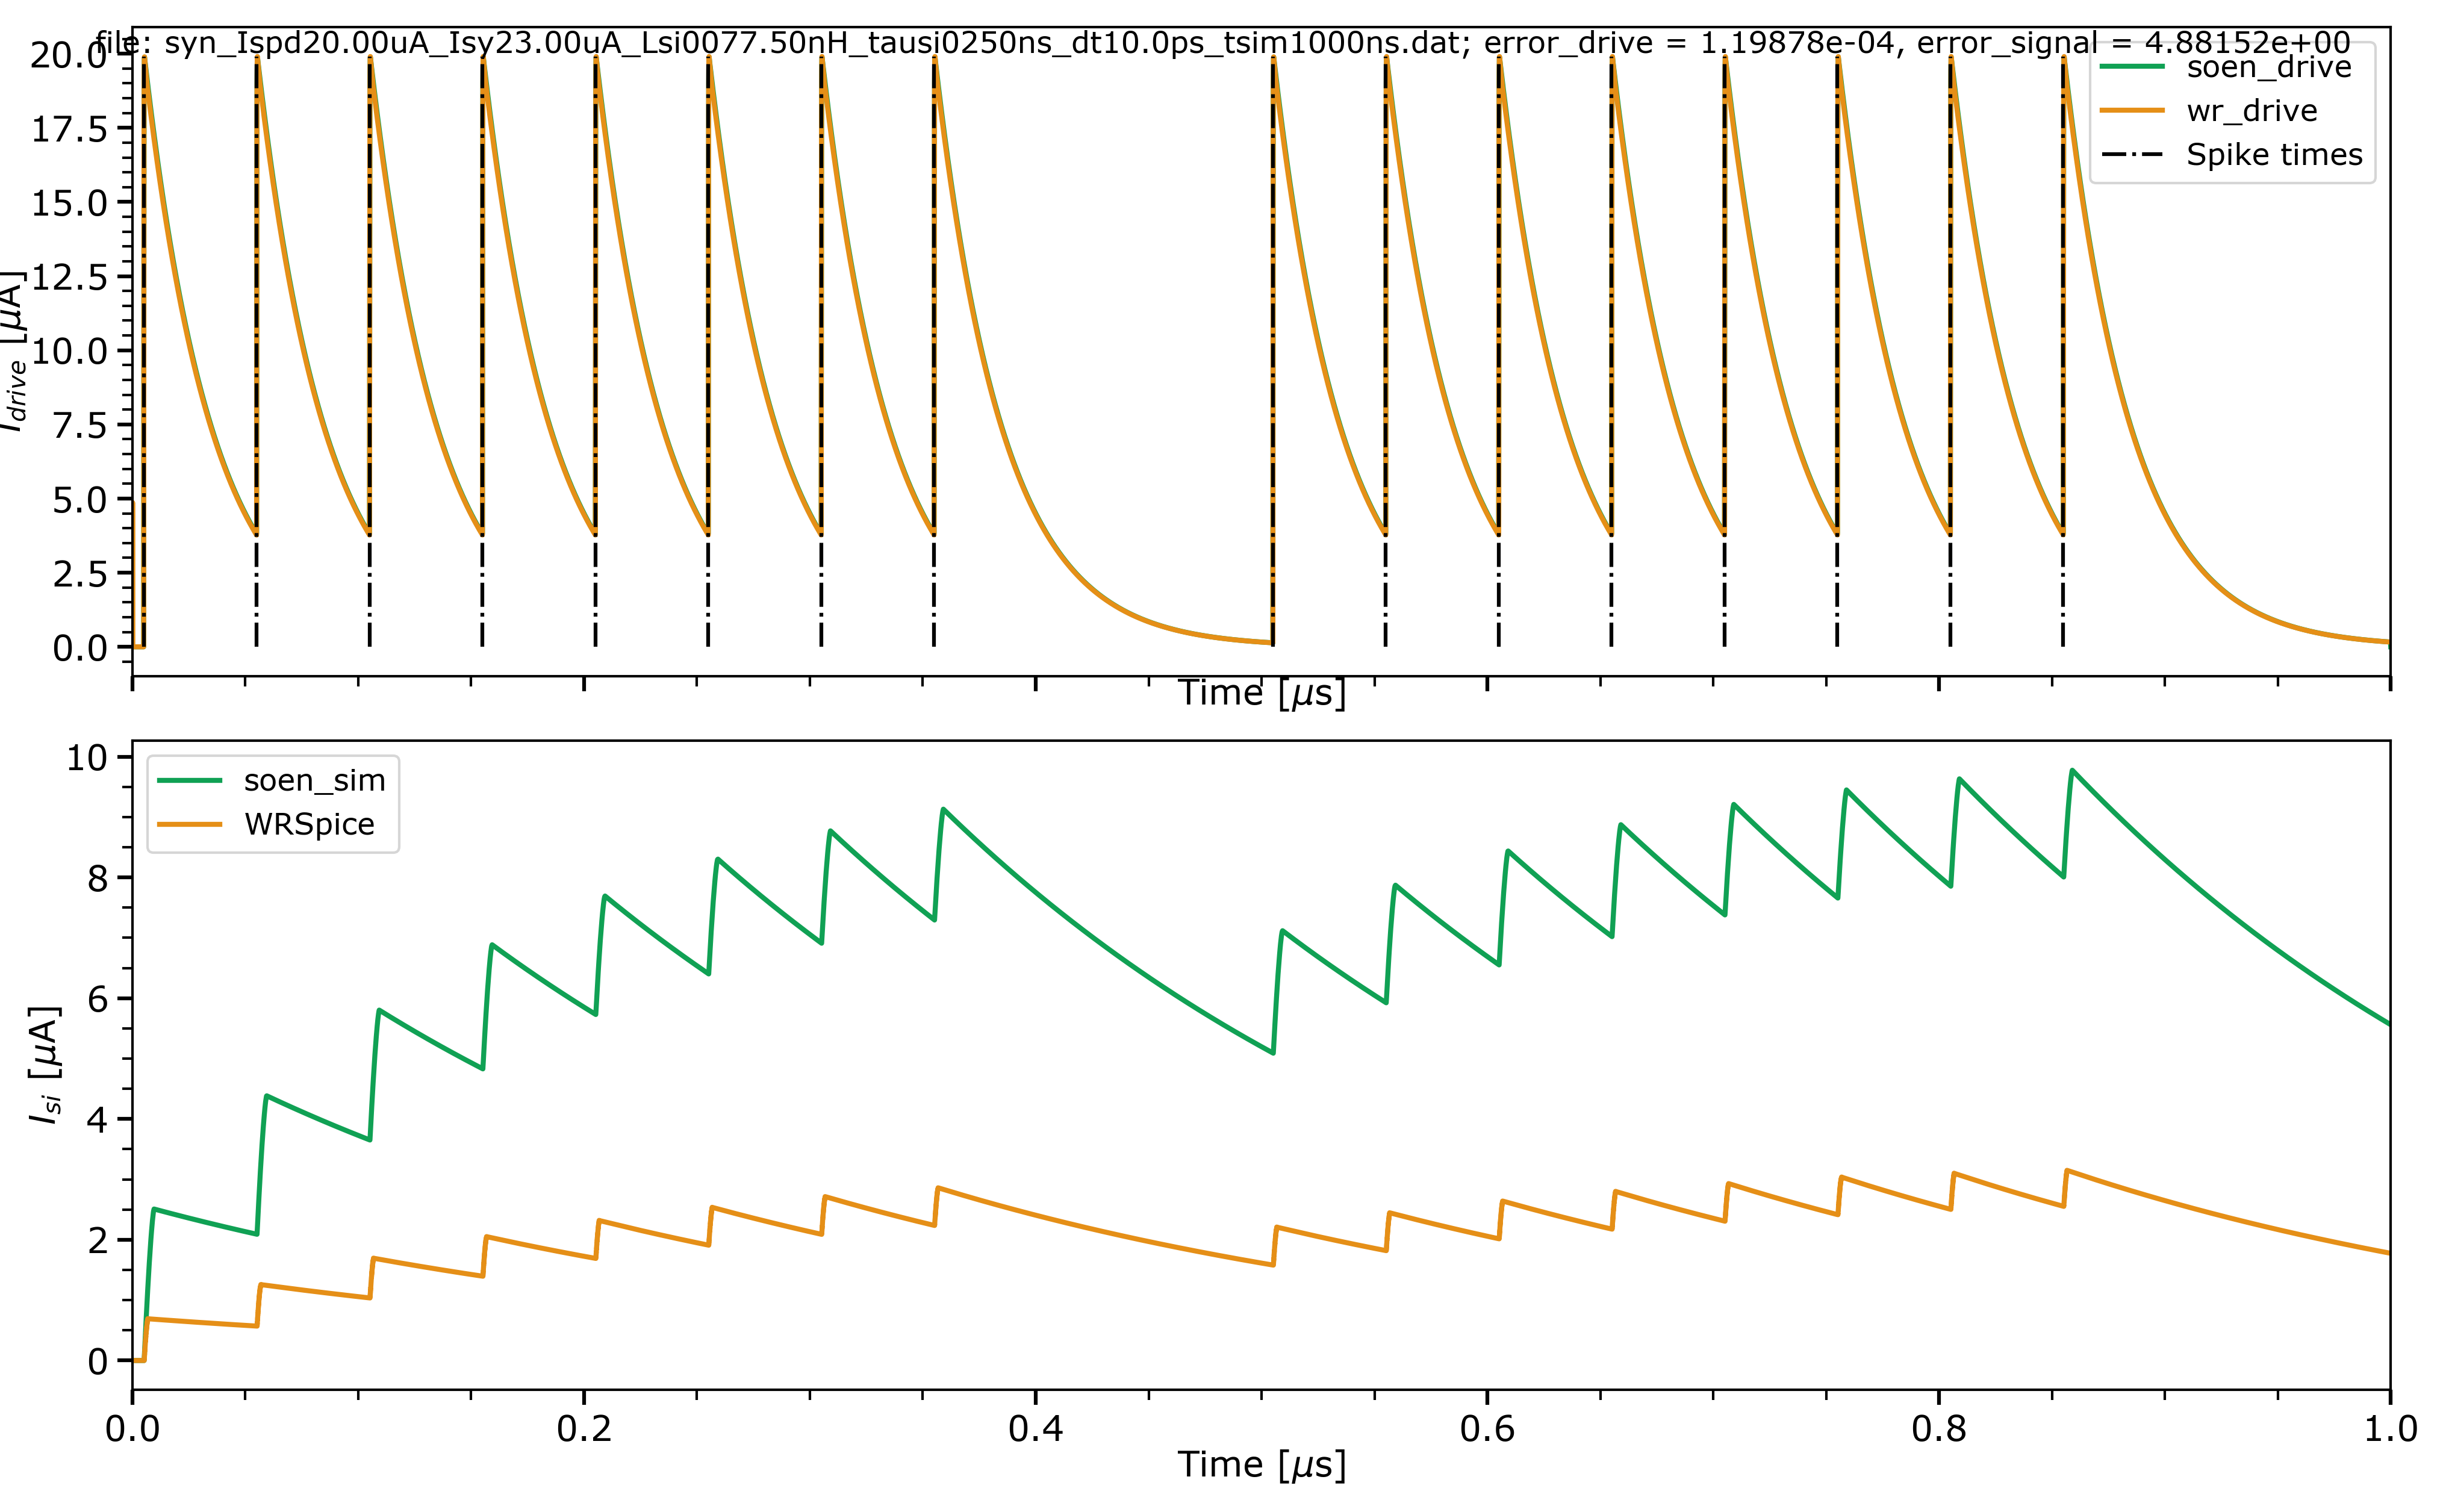 file: syn_Ispd20.00uA_Isy23.00uA_Lsi0077.50nH_tausi0250ns_dt10.0ps_tsim1000ns.dat; error_drive = 1.19878e-04, error_signal = 4.88152e+00
soen_drive
wr_drive
Spike times
20.0
17.5
15.0
12.5
10.0
7.5
5.0
2.5
0.0
I_drive [μA]
Time [μs]
soen_sim
WRSpice
10
8
6
4
2
0
I_si [μA]
0.0 0.2 0.4 0.6 0.8 1.0
Time [μs]